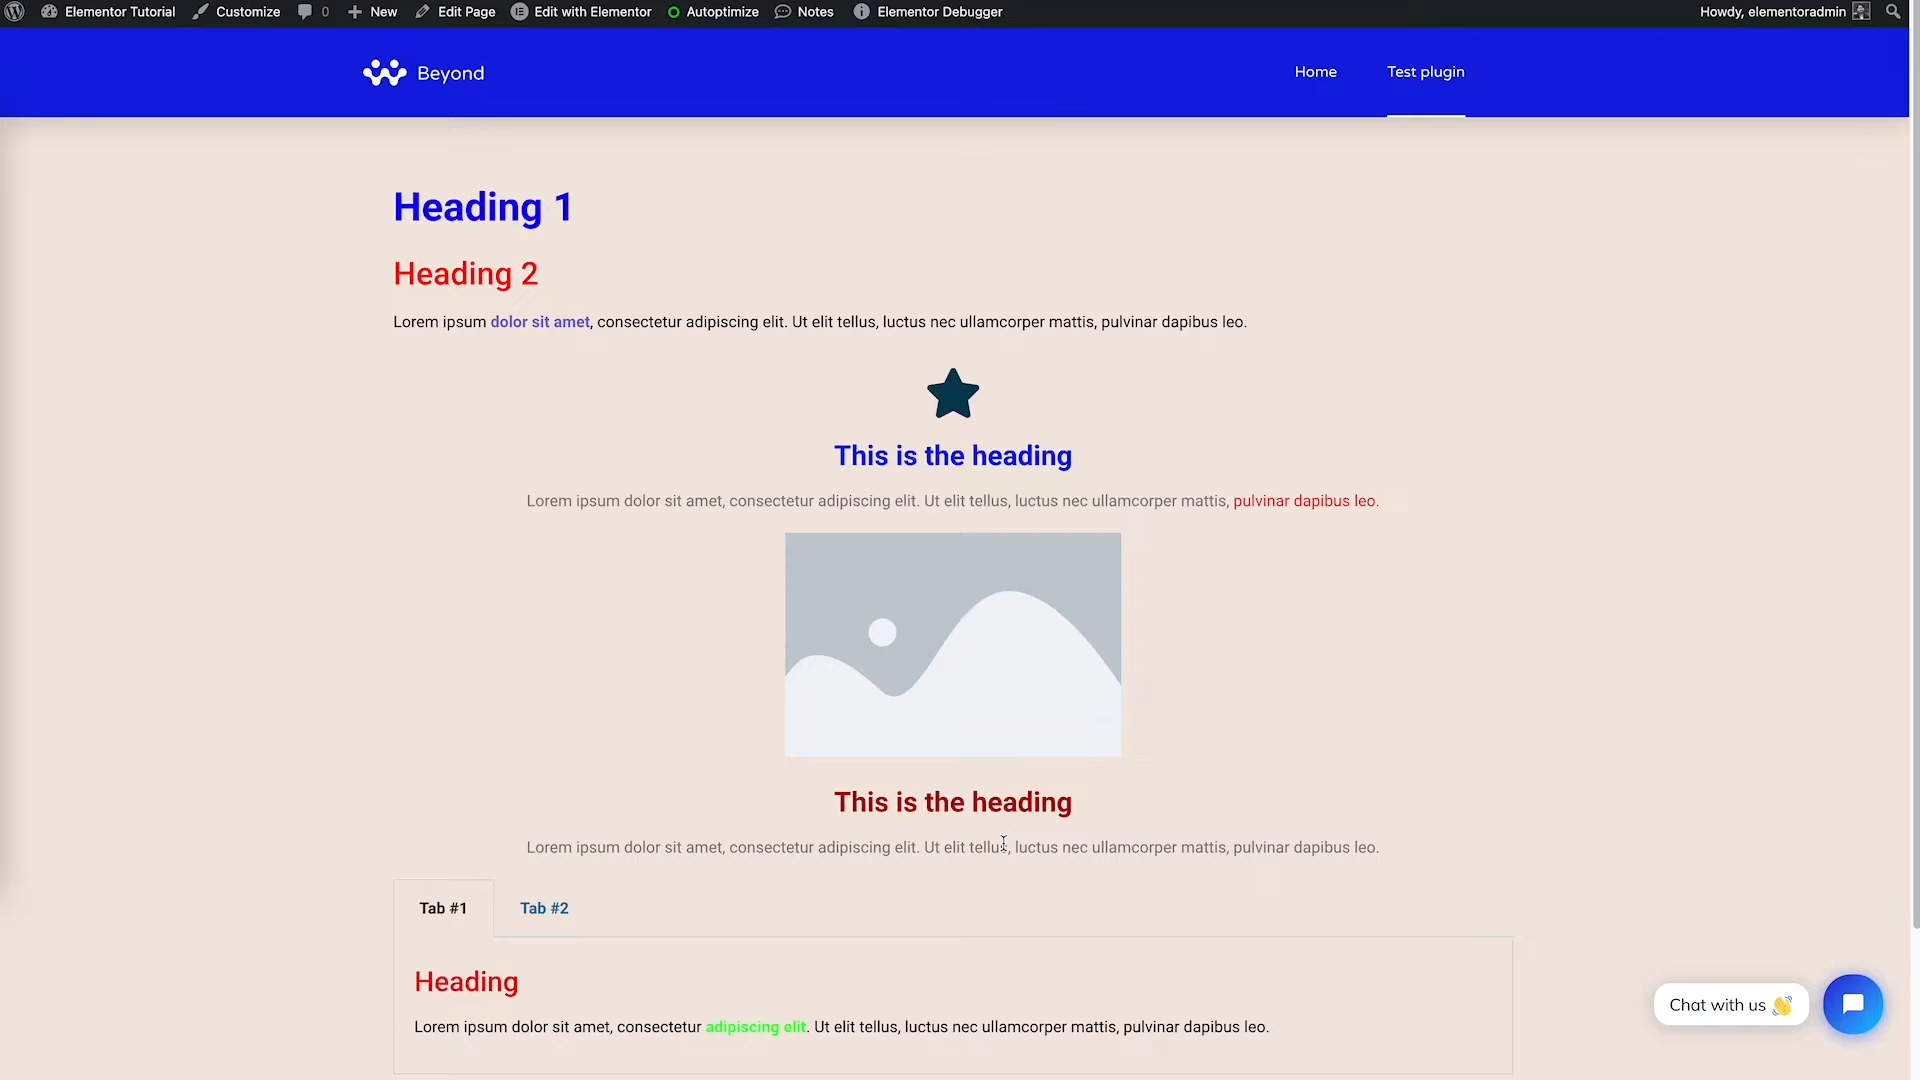 Elementor Tutorial Customize 0 New Edit Page Edit with Elementor Autoptimize Notes Elementor Debugger Howdy, elementoradmin
Beyond Home Test plugin
Heading 1
Heading 2
Lorem ipsum dolor sit amet, consectetur adipiscing elit. Ut elit tellus, luctus nec ullamcorper mattis, pulvinar dapibus leo.
This is the heading
Lorem ipsum dolor sit amet, consectetur adipiscing elit. Ut elit tellus, luctus nec ullamcorper mattis, pulvinar dapibus leo.
This is the heading
Lorem ipsum dolor sit amet, consectetur adipiscing elit. Ut elit tellus, luctus nec ullamcorper mattis, pulvinar dapibus leo.
Tab #1 Tab #2
Heading
Chat with us 👋
Lorem ipsum dolor sit amet, consectetur adipiscing elit. Ut elit tellus, luctus nec ullamcorper mattis, pulvinar dapibus leo.